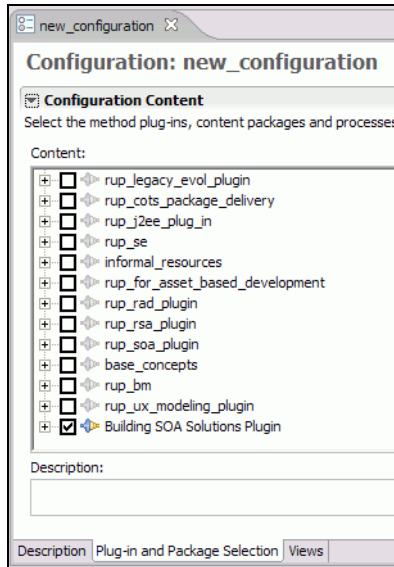 new_configuration
Configuration: new_configuration
Configuration Content
Select the method plug-ins, content packages and processes
Content:
rup_legacy_evol_plugin
rup_cots_package_delivery
rup_j2ee_plug_in
rup_se
informal_resources
rup_for_asset_based_development
rup_rad_plugin
rup_rsa_plugin
rup_soa_plugin
base_concepts
rup_bm
rup_ux_modeling_plugin
Building SOA Solutions Plugin
Description:
Description Plug-in and Package Selection Views